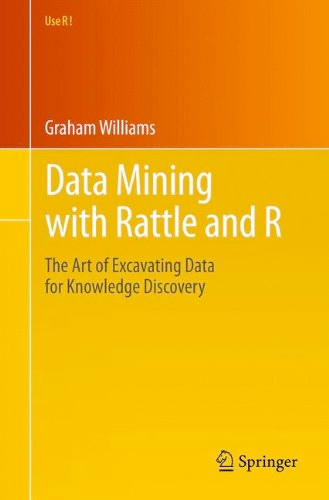 Use R!
Graham Williams
Data Mining
with Rattle and R
The Art of Excavating Data
for Knowledge Discovery
Springer